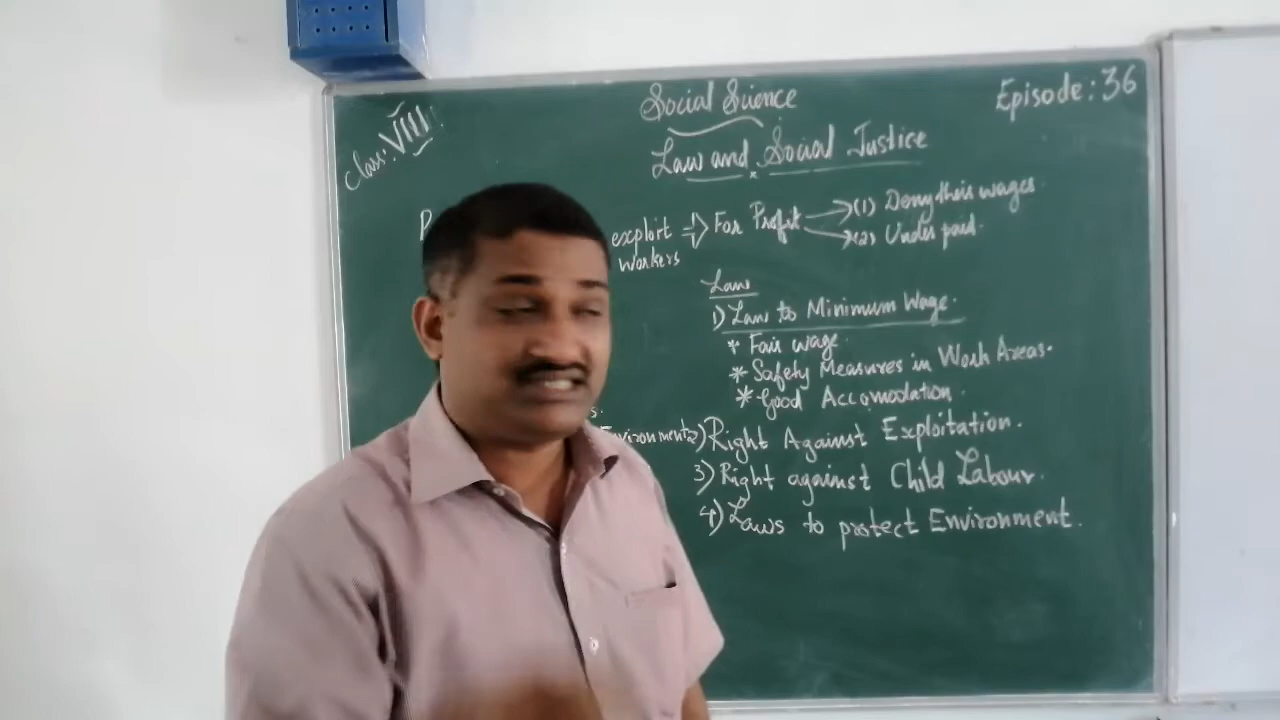 Class: VIII
Social Science
Episode: 36
Law and Social Justice
exploit workers ⇒ For Profit → (1) Deny their wages
→ (2) Under paid.
Law
1) Law to Minimum Wage.
* Fair wage.
* Safety Measures in Work Areas.
* Good Accomodation.
2) Right Against Exploitation.
3) Right against Child Labour.
4) Laws to protect Environment.